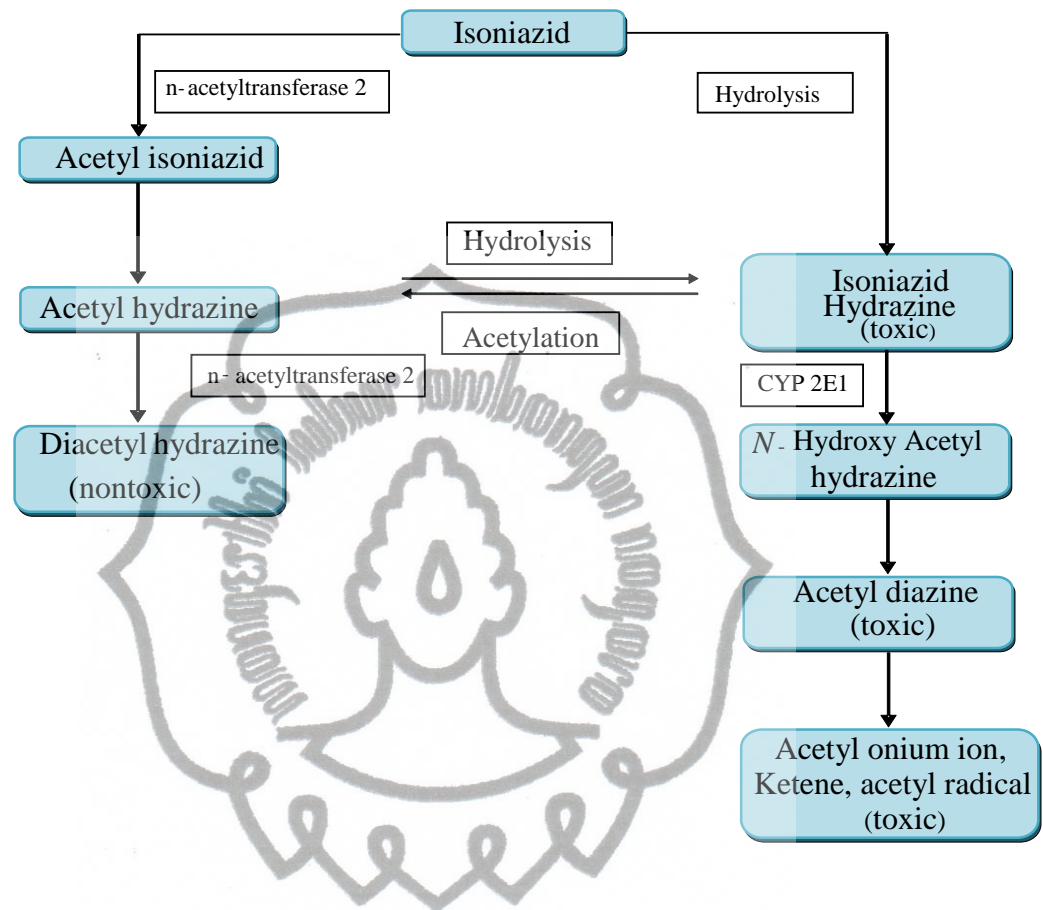 Isoniazid
n- acetyltransferase 2
Hydrolysis
Acetyl isoniazid
Hydrolysis
Acetyl hydrazine
Isoniazid
Hydrazine
(toxic)
Acetylation
n- acetyltransferase 2
CYP 2E1
Diacetyl hydrazine
(nontoxic)
N- Hydroxy Acetyl
hydrazine
Acetyl diazine
(toxic)
Acetyl onium ion,
Ketene, acetyl radical
(toxic)